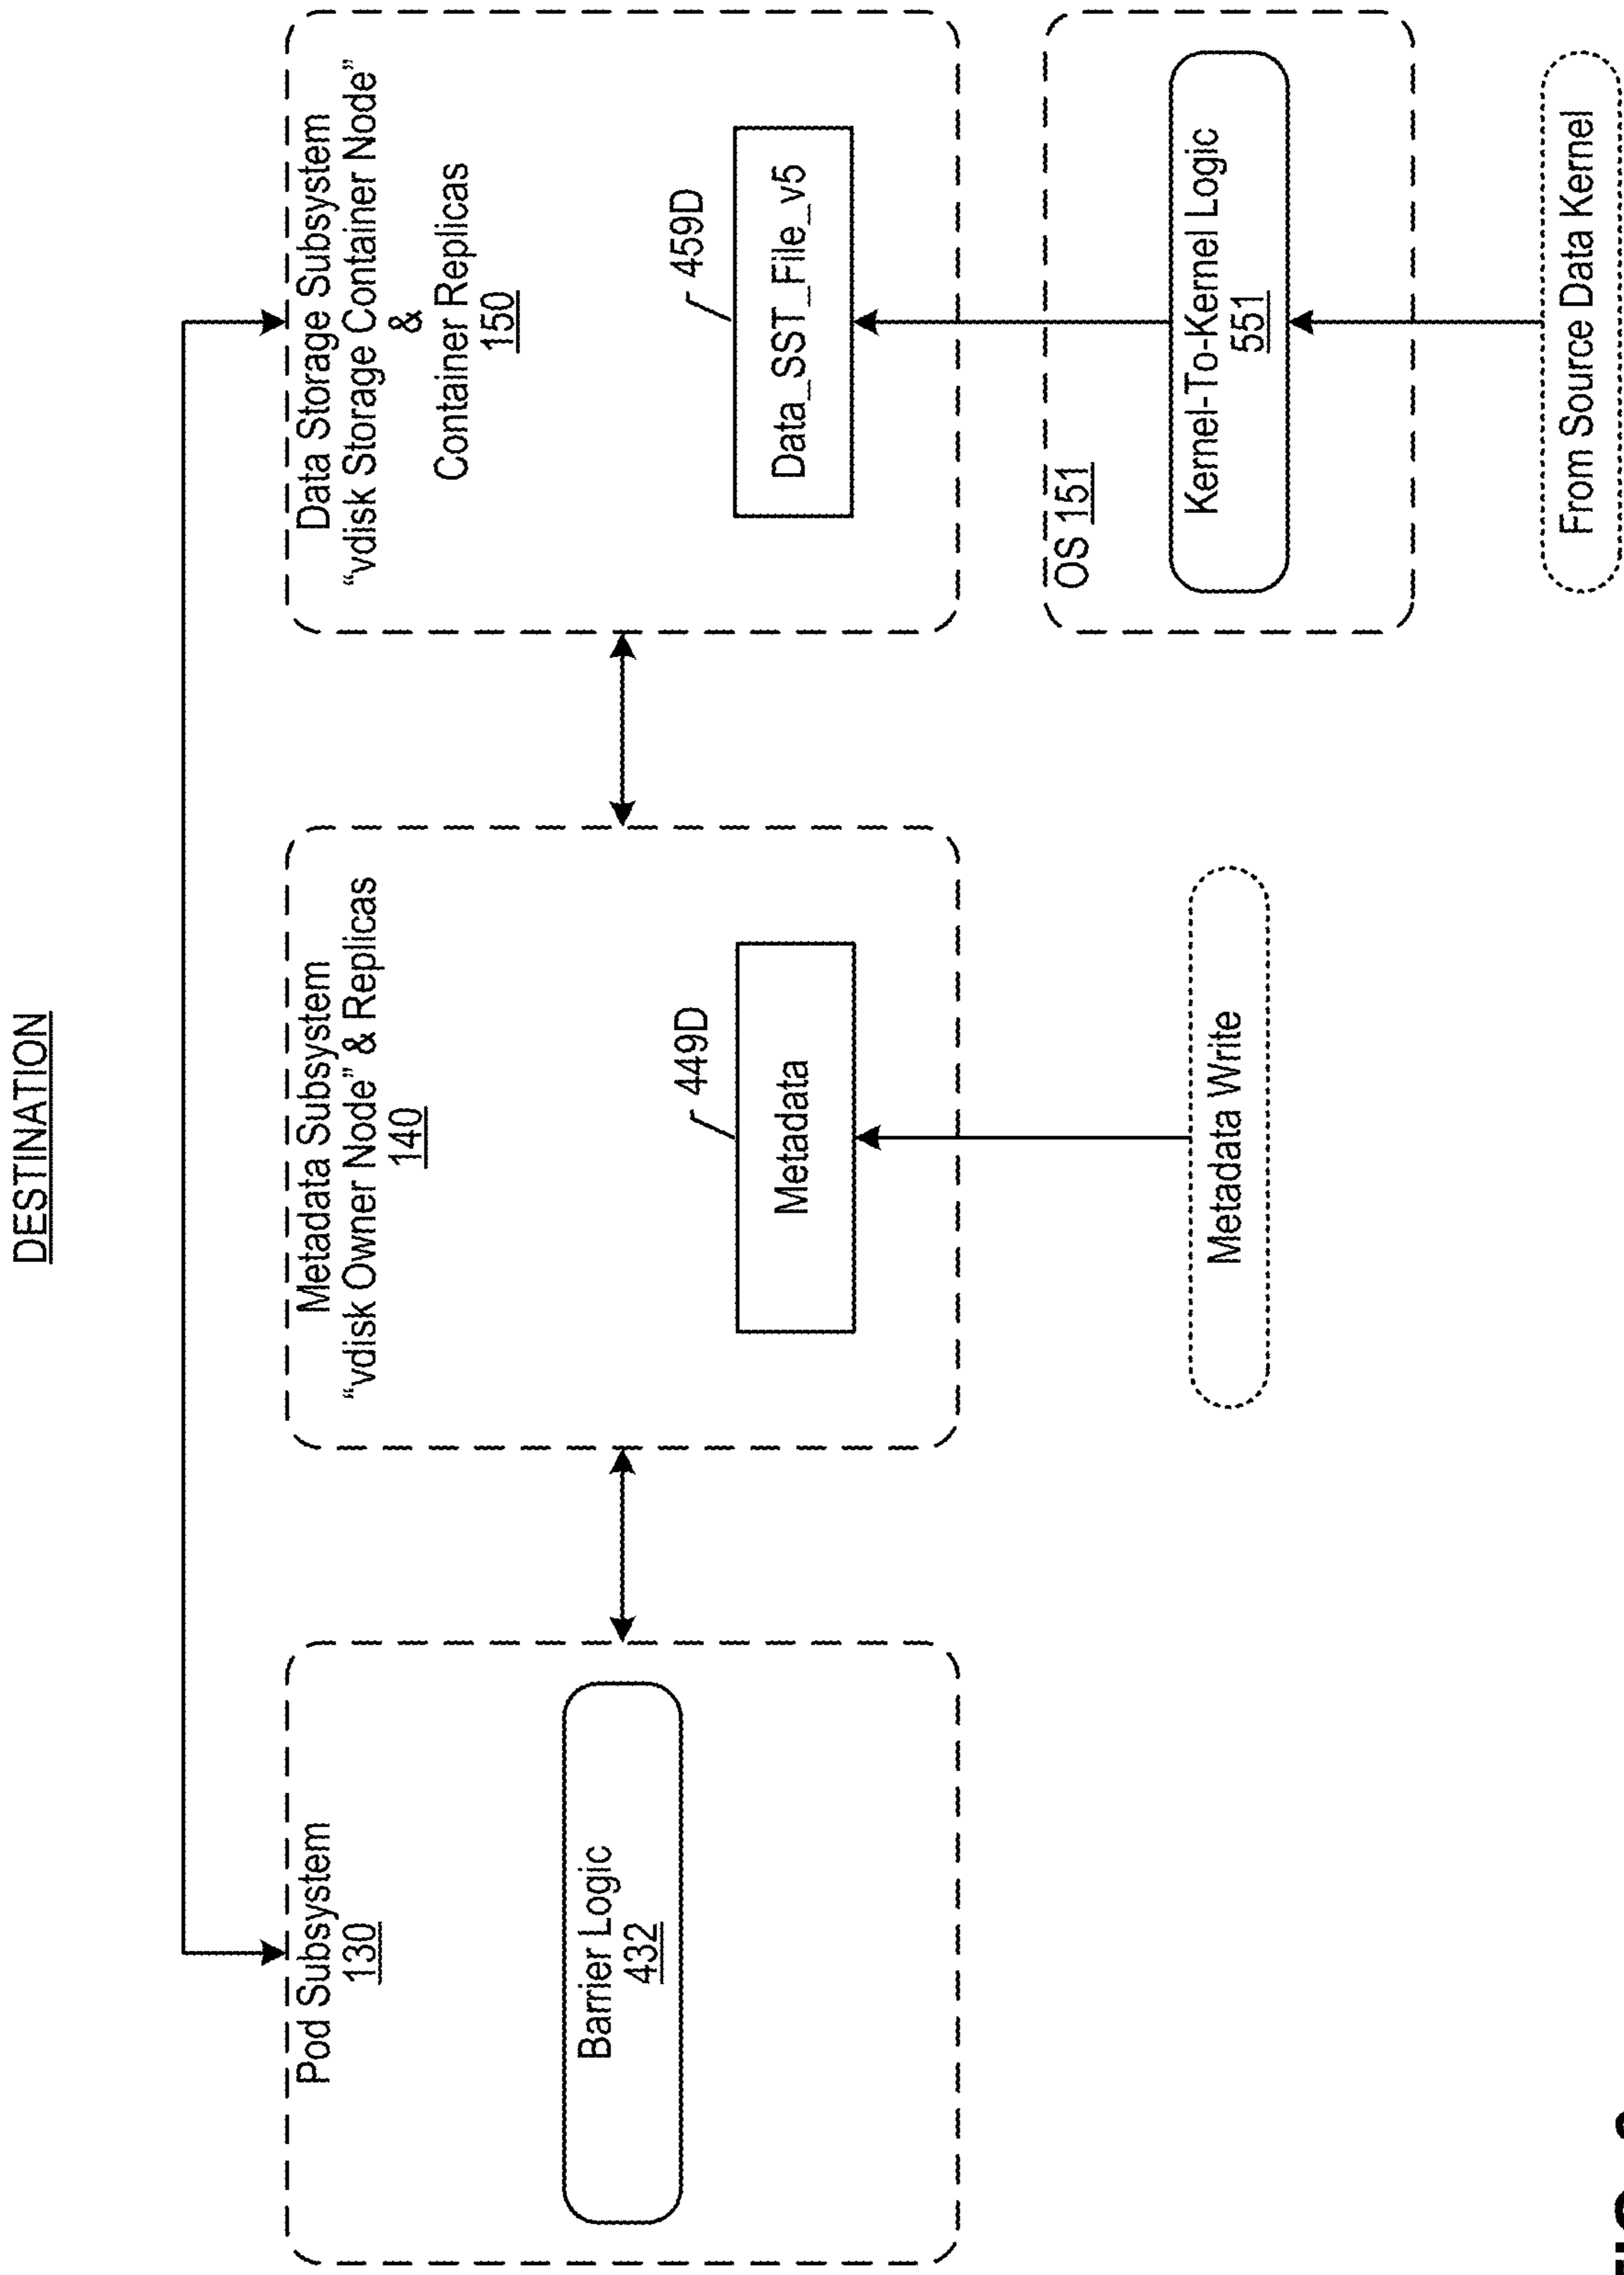 DESTINATION
Pod Subsystem
130
Barrier Logic
432
Metadata Subsystem
“vdisk Owner Node” & Replicas
140
449D
Metadata
Metadata Write
Data Storage Subsystem
“vdisk Storage Container Node”
&
Container Replicas
150
459D
Data_SST_File_v5
OS 151
Kernel-To-Kernel Logic
551
From Source Data Kernel